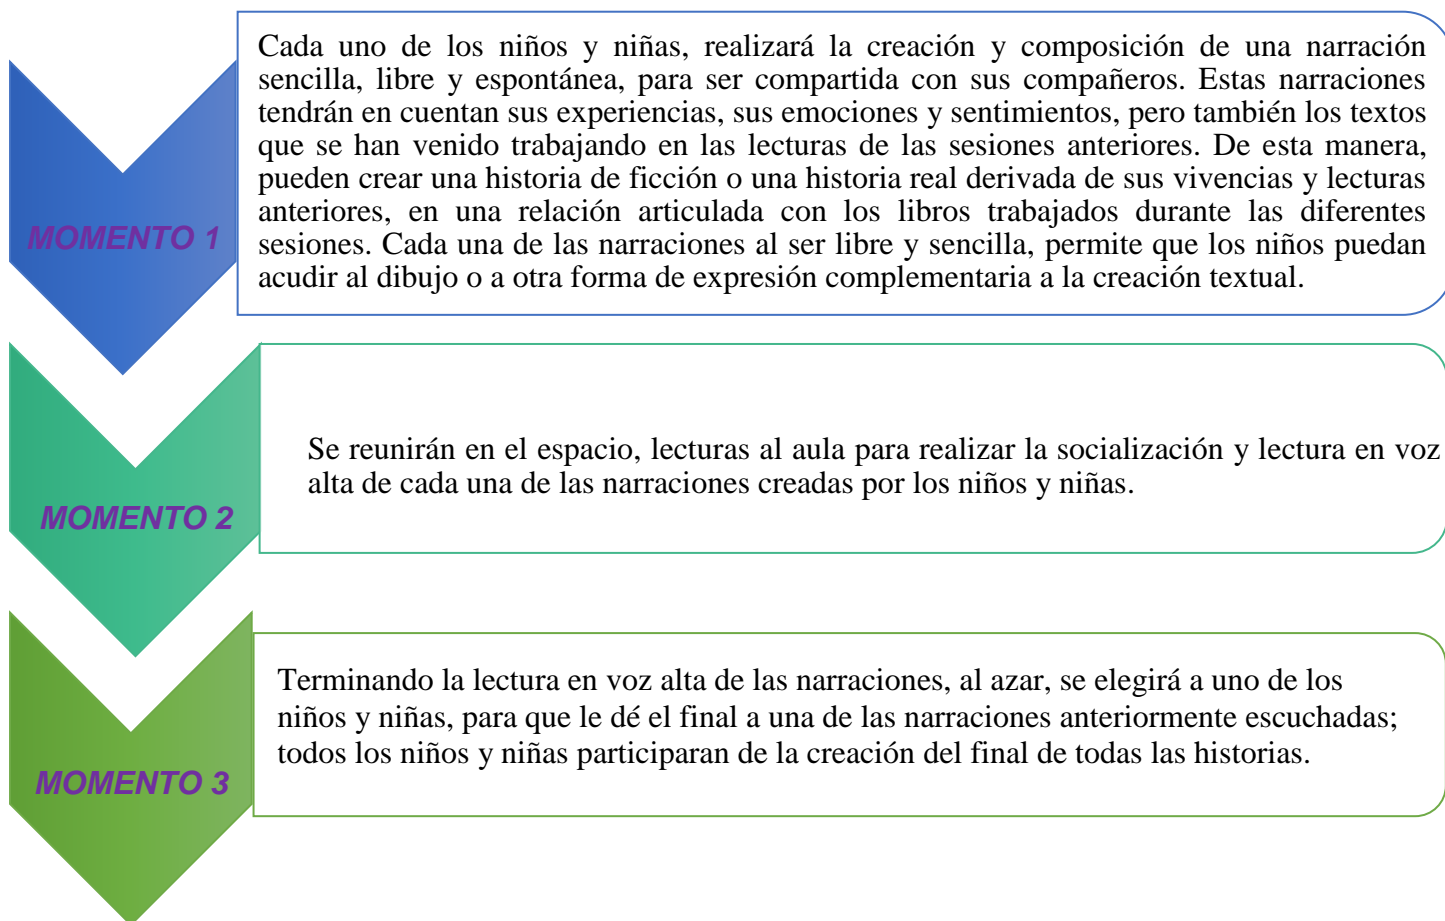 MOMENTO 1
Cada uno de los niños y niñas, realizará la creación y composición de una narración
sencilla, libre y espontánea, para ser compartida con sus compañeros. Estas narraciones
tendrán en cuentan sus experiencias, sus emociones y sentimientos, pero también los textos
que se han venido trabajando en las lecturas de las sesiones anteriores. De esta manera,
pueden crear una historia de ficción o una historia real derivada de sus vivencias y lecturas
anteriores, en una relación articulada con los libros trabajados durante las diferentes
sesiones. Cada una de las narraciones al ser libre y sencilla, permite que los niños puedan
acudir al dibujo o a otra forma de expresión complementaria a la creación textual.
MOMENTO 2
Se reunirán en el espacio, lecturas al aula para realizar la socialización y lectura en voz
alta de cada una de las narraciones creadas por los niños y niñas.
MOMENTO 3
Terminando la lectura en voz alta de las narraciones, al azar, se elegirá a uno de los
niños y niñas, para que le dé el final a una de las narraciones anteriormente escuchadas;
todos los niños y niñas participaran de la creación del final de todas las historias.